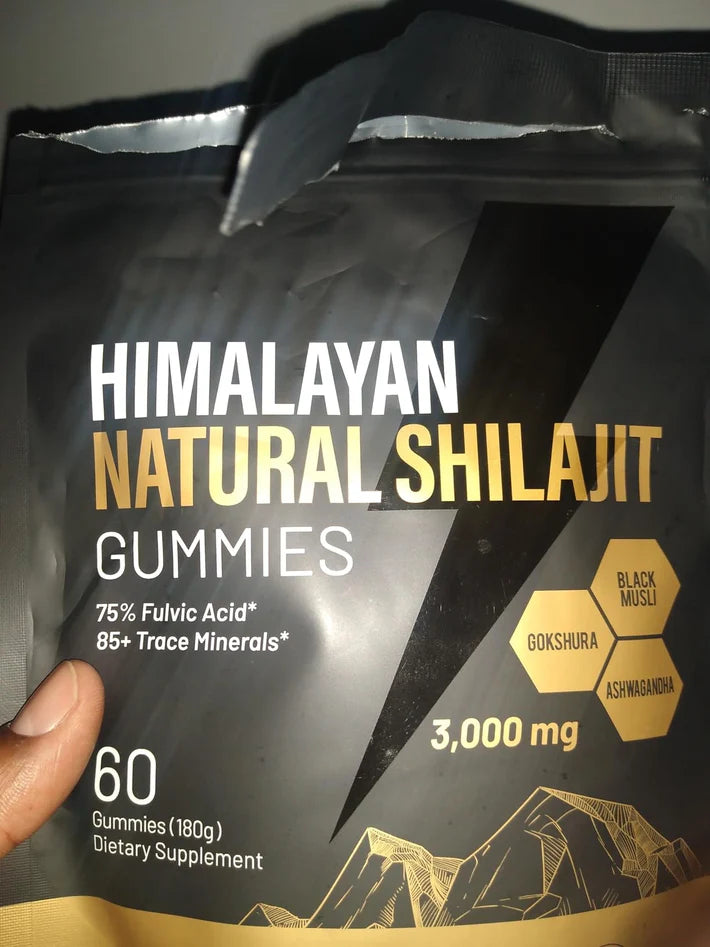 HIMALAYAN
NATURAL SHILAJIT
GUMMIES
75% Fulvic Acid*
85+ Trace Minerals*
BLACK
MUSLI
GOKSHURA
ASHWAGANDHA
3,000 mg
60
Gummies (180g)
Dietary Supplement